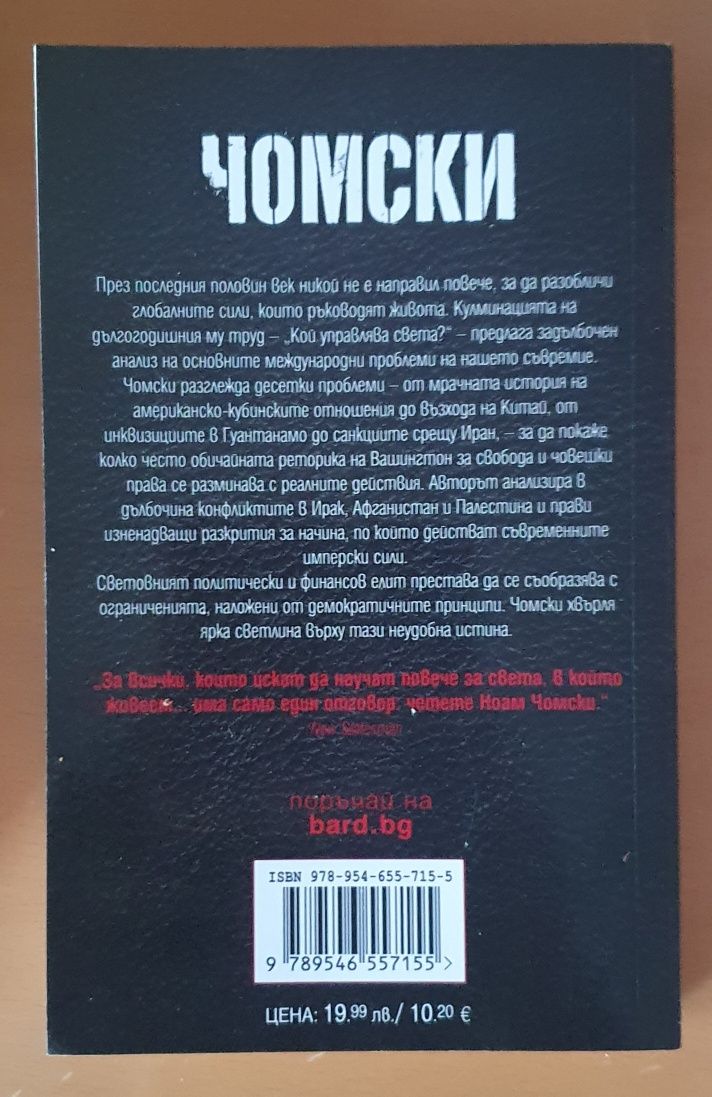 ЧОМСКИ
През последния половин век никой не е направил повече, за да разобличи
глобалните сили, които ръководят живота. Кулминацията на
дългогодишния му труд – „Кой управлява света?“ – предлага задълбочен
анализ на основните международни проблеми на нашето съвремие.
Чомски разглежда десетки проблеми – от мрачната история на
американско-кубинските отношения до възхода на Китай, от
инквизициите в Гуантанамо до санкциите срещу Иран, – за да покаже
колко често обичайната реторика на Вашингтон за свобода и човешки
права се разминава с реалните действия. Авторът анализира в
дълбочина конфликтите в Ирак, Афганистан и Палестина и прави
изненадващи разкрития за начина, по който действат съвременните
имперски сили.
Световният политически и финансов елит престава да се съобразява с
ограниченията, наложени от демократичните принципи. Чомски хвърля
ярка светлина върху тази неудобна истина.
„За всички, които искат да научат повече за света, в който
живеят... има само един отговор: четете Ноам Чомски.“
New Statesman
поръчай на
bard.bg
ISBN 978-954-655-715-5
9 789546 557155 >
ЦЕНА: 19.99 лв./ 10.20 €